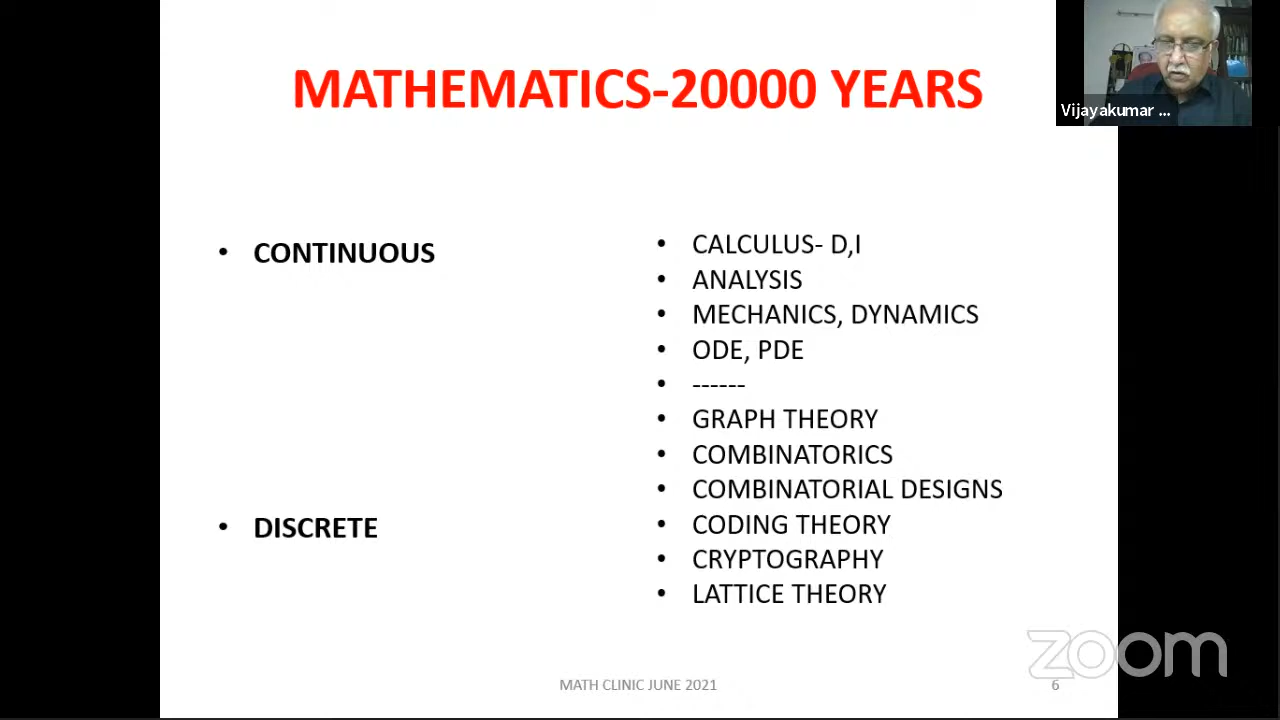 MATHEMATICS-20000 YEARS
Vijayakumar ...
• CONTINUOUS
• DISCRETE
• CALCULUS- D,I
• ANALYSIS
• MECHANICS, DYNAMICS
• ODE, PDE
• ------
• GRAPH THEORY
• COMBINATORICS
• COMBINATORIAL DESIGNS
• CODING THEORY
• CRYPTOGRAPHY
• LATTICE THEORY
zoom
MATH CLINIC JUNE 2021
6